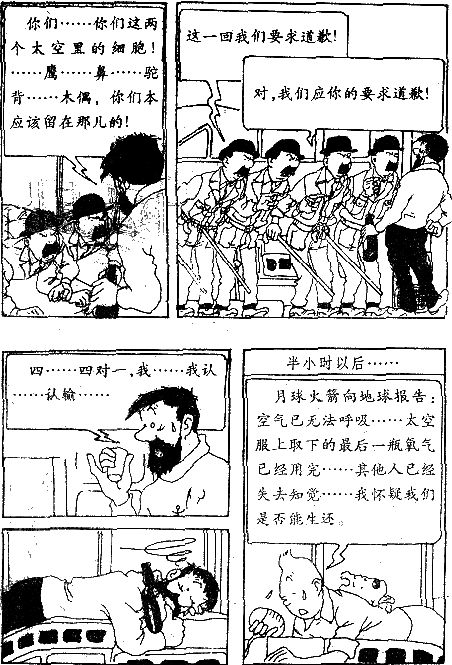 你们……你们这两
个太空里的细胞！
……鹰……鼻……驼
背……木偶，你们本
应该留在那儿的！
这一回我们要求道歉！
对，我们应你的要求道歉！
四……四对一，我……我认
……认输……
半小时以后……
月球火箭向地球报告：
空气已无法呼吸……太空
服上取下的最后一瓶氧气
已经用完……其他人已经
失去知觉……我怀疑我们
是否能生还。